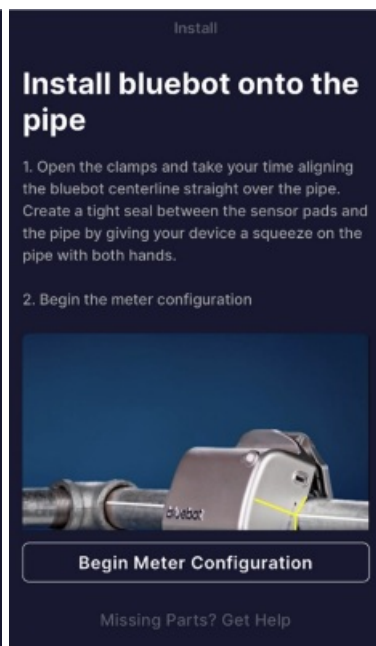 Install
Install bluebot onto the
pipe
1. Open the clamps and take your time aligning
the bluebot centerline straight over the pipe.
Create a tight seal between the sensor pads and
the pipe by giving your device a squeeze on the
pipe with both hands.
2. Begin the meter configuration
bluebot
Begin Meter Configuration
Missing Parts? Get Help